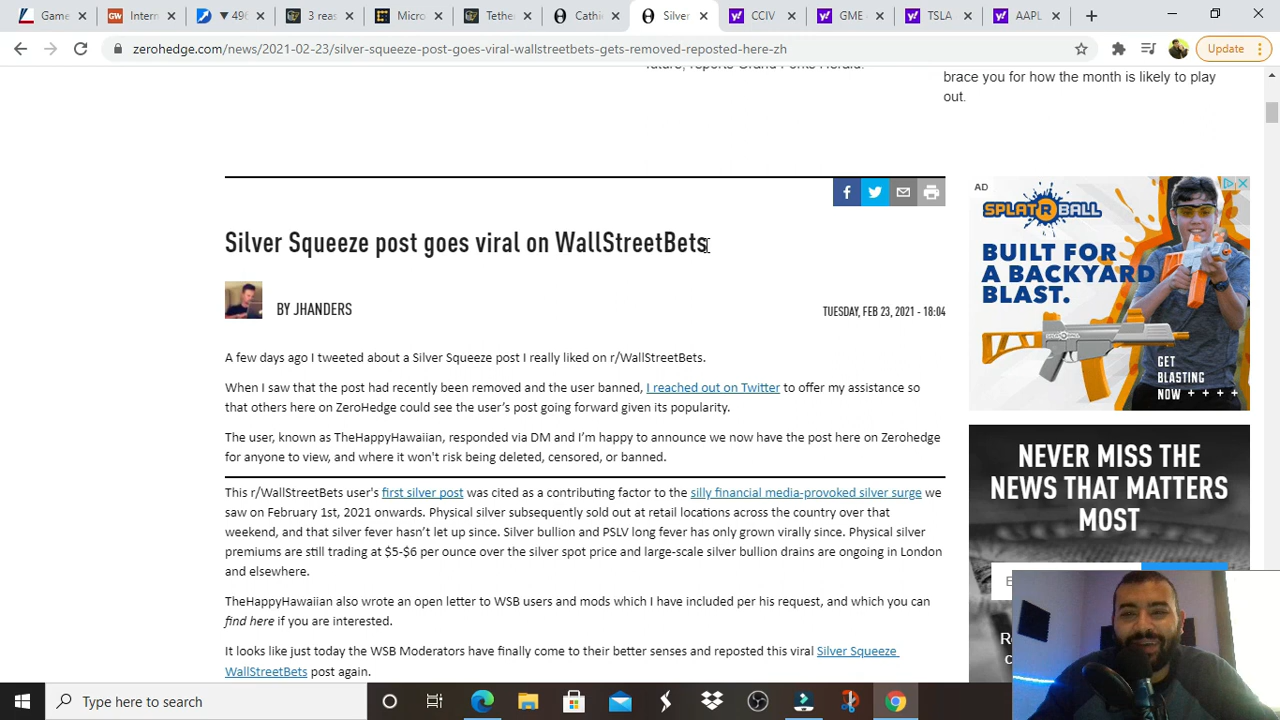 Game
Intern
496
3 reas
Micro
Tether
Cathi
Silver
CCIV
GME
TSLA
AAPL
zerohedge.com/news/2021-02-23/silver-squeeze-post-goes-viral-wallstreetbets-gets-removed-reposted-here-zh
Update
brace you for how the month is likely to play
out.
AD
SPLATRBALL
BUILT FOR
A BACKYARD
BLAST.
GET
BLASTING
NOW
Silver Squeeze post goes viral on WallStreetBets
BY JHANDERS
TUESDAY, FEB 23, 2021 - 18:04
A few days ago I tweeted about a Silver Squeeze post I really liked on r/WallStreetBets.
When I saw that the post had recently been removed and the user banned, I reached out on Twitter to offer my assistance so
that others here on ZeroHedge could see the user's post going forward given its popularity.
The user, known as TheHappyHawaiian, responded via DM and I'm happy to announce we now have the post here on Zerohedge
for anyone to view, and where it won't risk being deleted, censored, or banned.
This r/WallStreetBets user's first silver post was cited as a contributing factor to the silly financial media-provoked silver surge we
saw on February 1st, 2021 onwards. Physical silver subsequently sold out at retail locations across the country over that
weekend, and that silver fever hasn't let up since. Silver bullion and PSLV long fever has only grown virally since. Physical silver
premiums are still trading at $5-$6 per ounce over the silver spot price and large-scale silver bullion drains are ongoing in London
and elsewhere.
TheHappyHawaiian also wrote an open letter to WSB users and mods which I have included per his request, and which you can
find here if you are interested.
It looks like just today the WSB Moderators have finally come to their better senses and reposted this viral Silver Squeeze
WallStreetBets post again.
NEVER MISS THE
NEWS THAT MATTERS
MOST
Type here to search